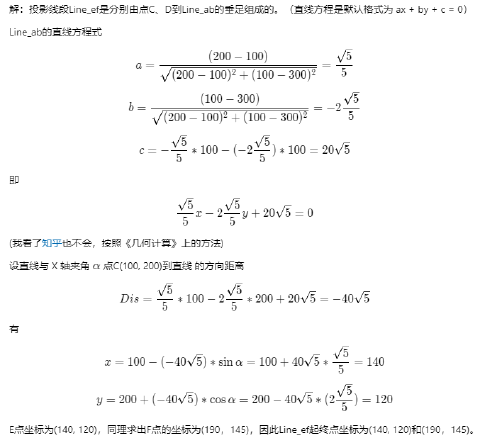 解：投影线段Line_ef是分别由点C、D到Line_ab的垂足组成的。（直线方程是默认格式为 ax + by + c = 0）
Line_ab的直线方程式
a = \frac{(200 - 100)}{\sqrt{(200 - 100)^2 + (100 - 300)^2}} = \frac{\sqrt{5}}{5}
b = \frac{(100 - 300)}{\sqrt{(200 - 100)^2 + (100 - 300)^2}} = -2\frac{\sqrt{5}}{5}
c = -\frac{\sqrt{5}}{5} * 100 - (-2\frac{\sqrt{5}}{5}) * 100 = 20\sqrt{5}
即
\frac{\sqrt{5}}{5}x - 2\frac{\sqrt{5}}{5}y + 20\sqrt{5} = 0
(我看了知乎也不会，按照《几何计算》上的方法)
设直线与 X 轴夹角 α 点C(100, 200)到直线 的方向距离
Dis = \frac{\sqrt{5}}{5} * 100 - 2\frac{\sqrt{5}}{5} * 200 + 20\sqrt{5} = -40\sqrt{5}
有
x = 100 - (-40\sqrt{5}) * sin α = 100 + 40\sqrt{5} * \frac{\sqrt{5}}{5} = 140
y = 200 + (-40\sqrt{5}) * cos α = 200 - 40\sqrt{5} * (2\frac{\sqrt{5}}{5}) = 120
E点坐标为(140, 120)，同理求出F点的坐标为(190，145)，因此Line_ef起终点坐标为(140, 120)和(190，145)。